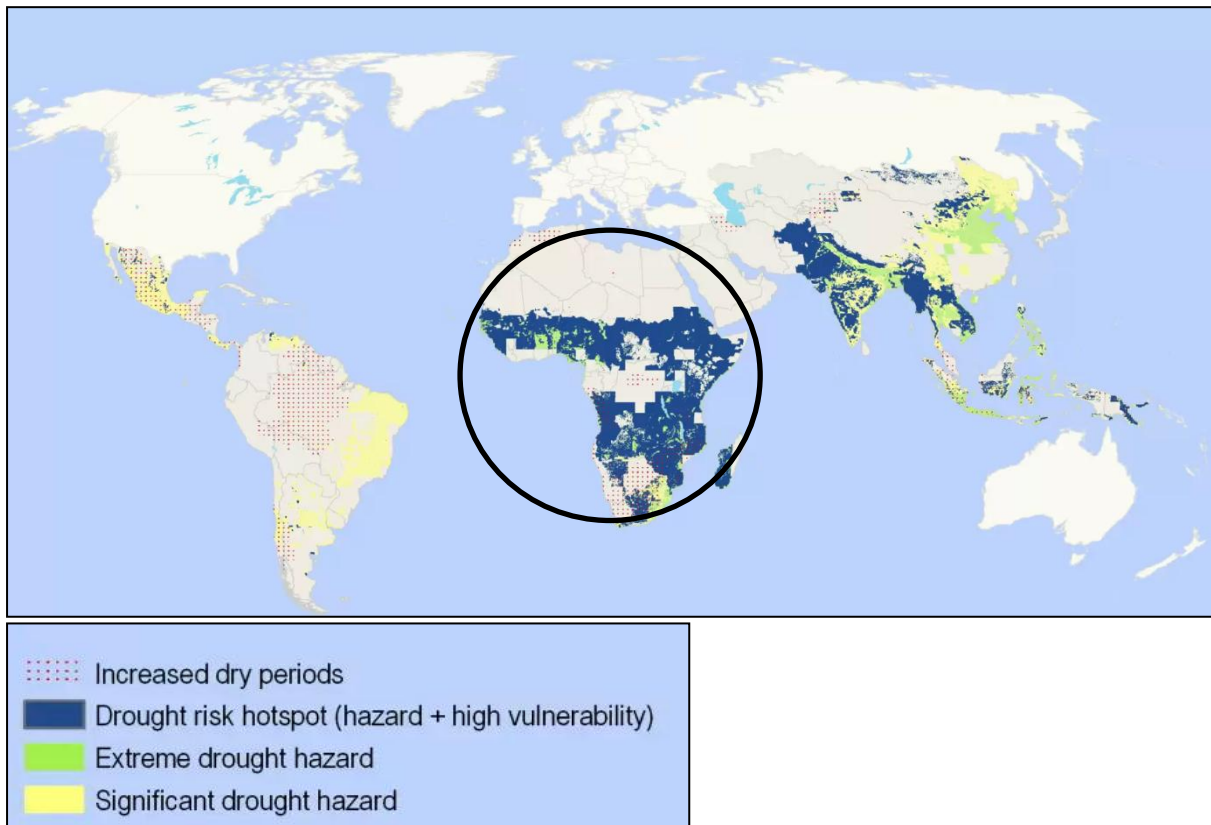 Increased dry periods
Drought risk hotspot (hazard + high vulnerability)
Extreme drought hazard
Significant drought hazard